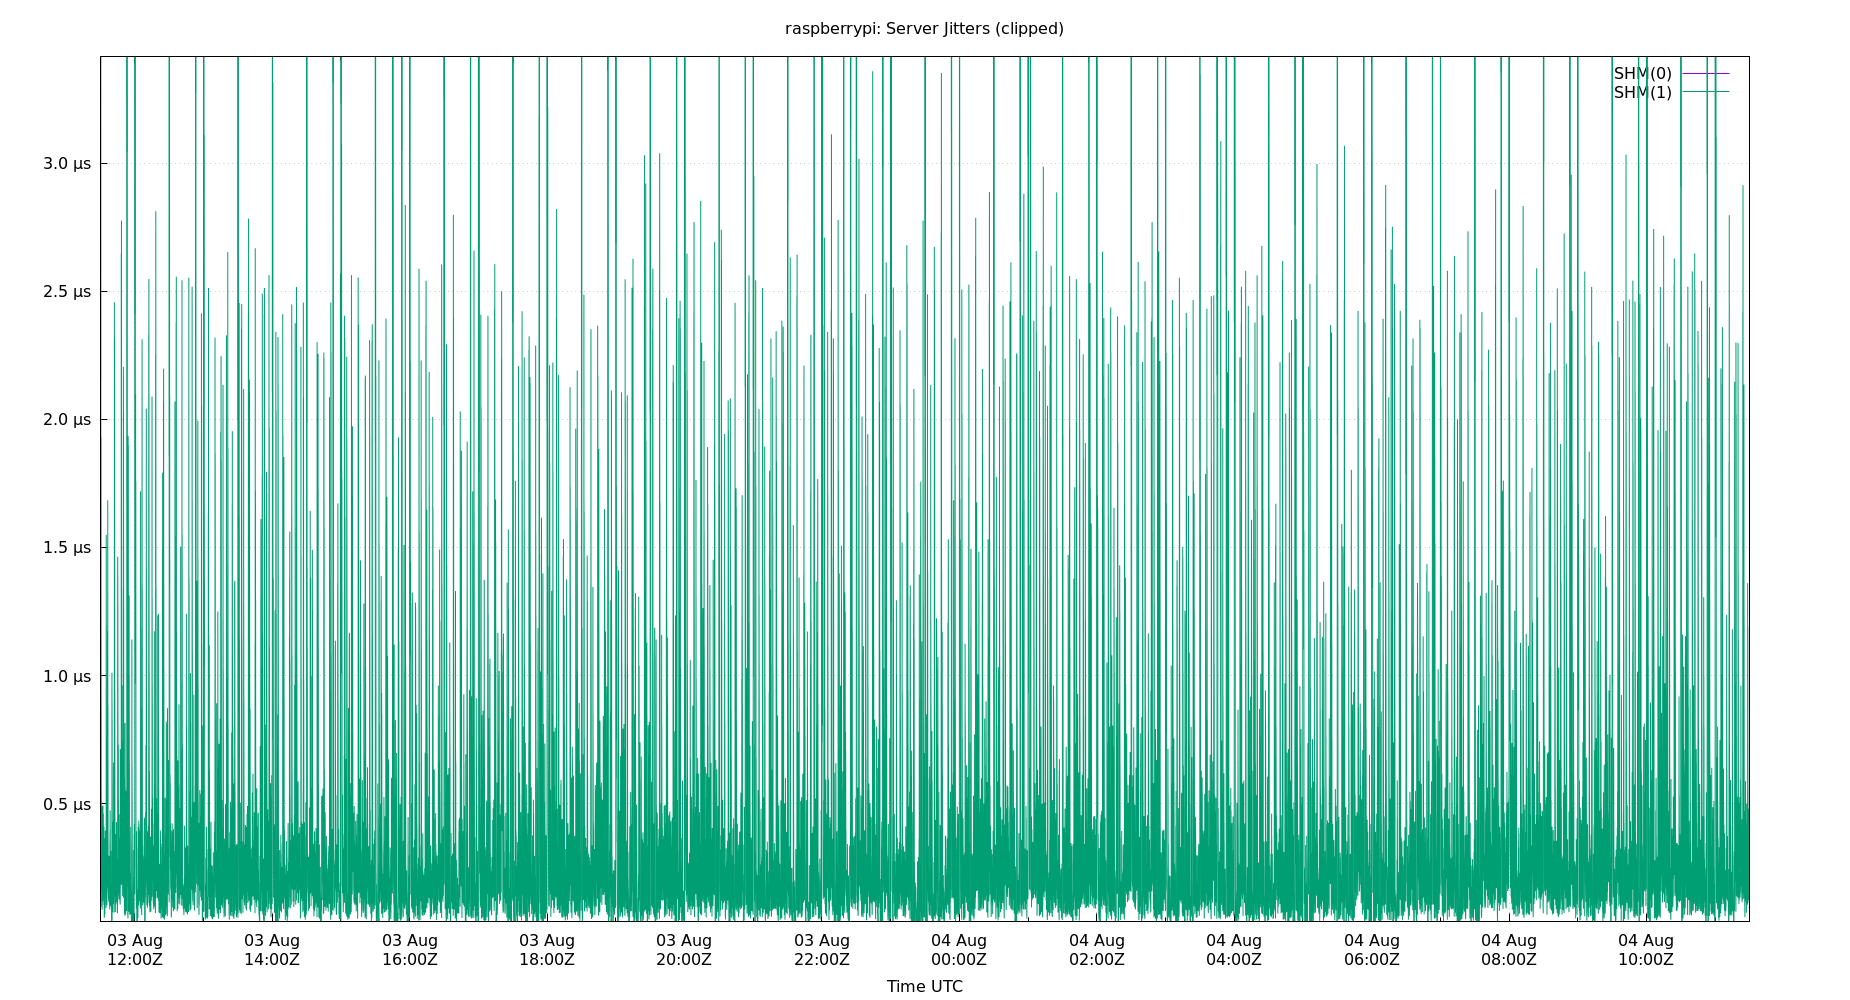 raspberrypi: Server Jitters (clipped)
SHM(0)
SHM(1)
3.0 µs
2.5 µs
2.0 µs
1.5 µs
1.0 µs
0.5 µs
03 Aug 03 Aug 03 Aug 03 Aug 03 Aug 03 Aug 04 Aug 04 Aug 04 Aug 04 Aug 04 Aug 04 Aug
12:00Z 14:00Z 16:00Z 18:00Z 20:00Z 22:00Z 00:00Z 02:00Z 04:00Z 06:00Z 08:00Z 10:00Z
Time UTC